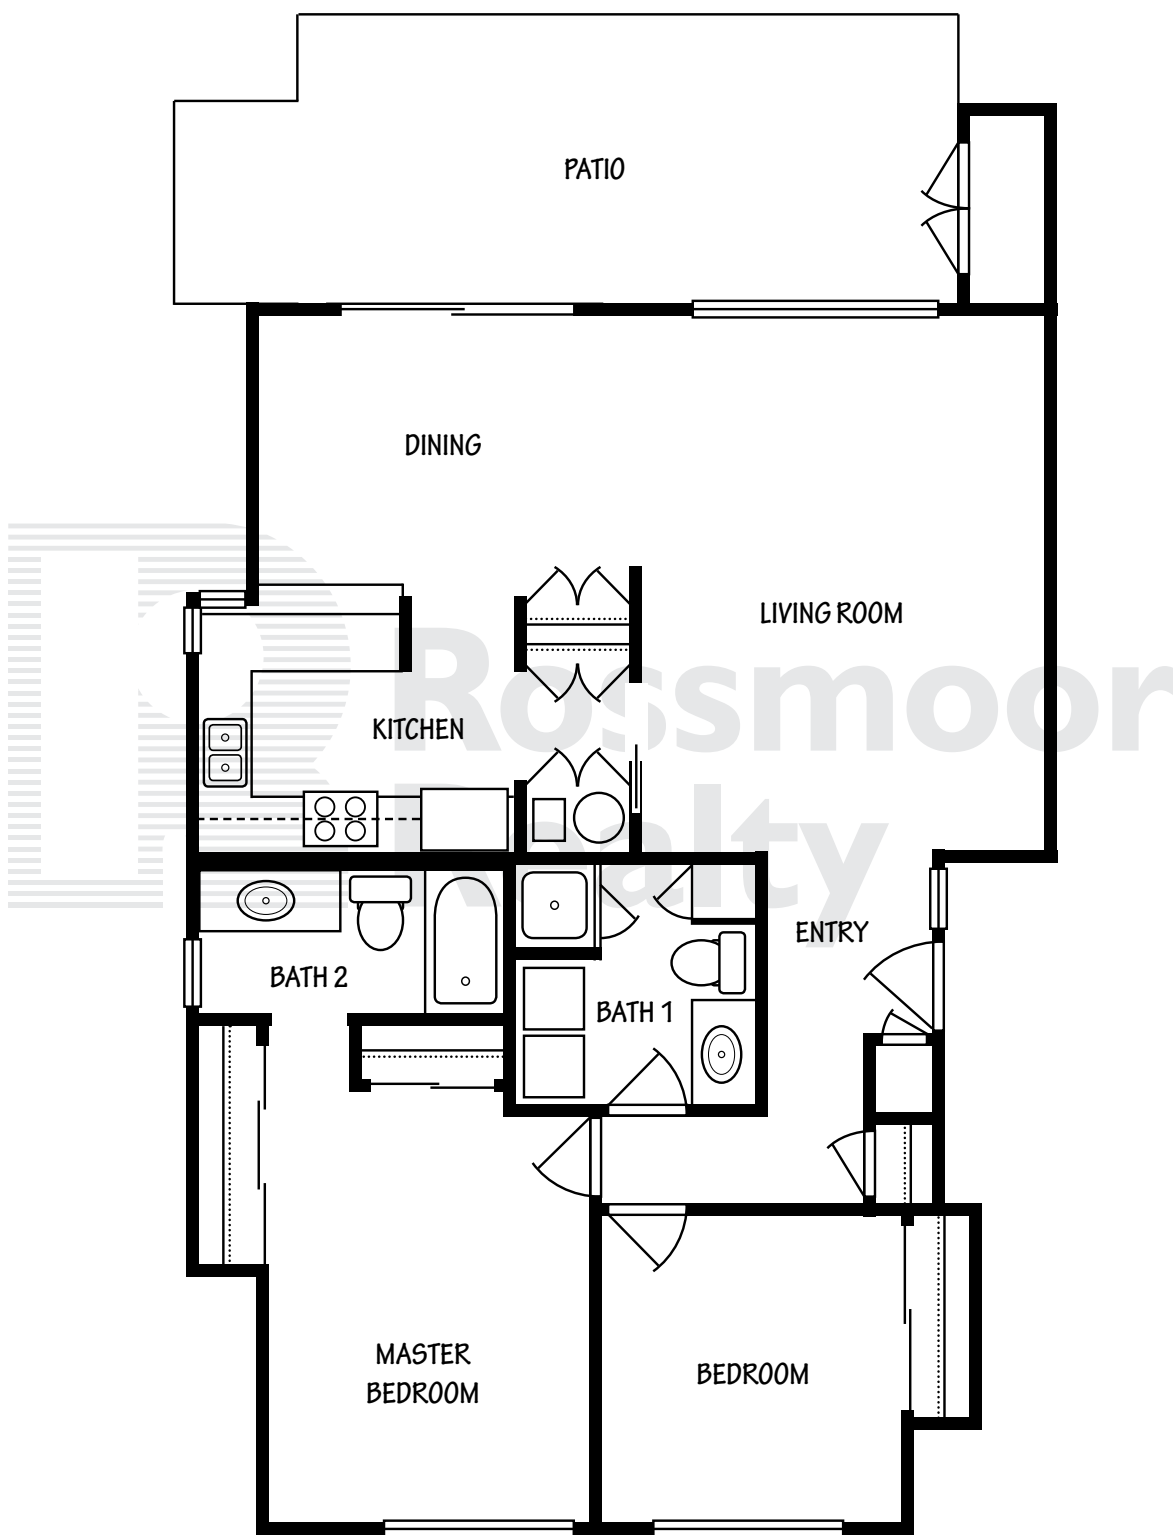 PATIO
DINING
LIVING ROOM
Rossmoor
KITCHEN
Realty
ENTRY
BATH 2
BATH 1
MASTER
BEDROOM
BEDROOM